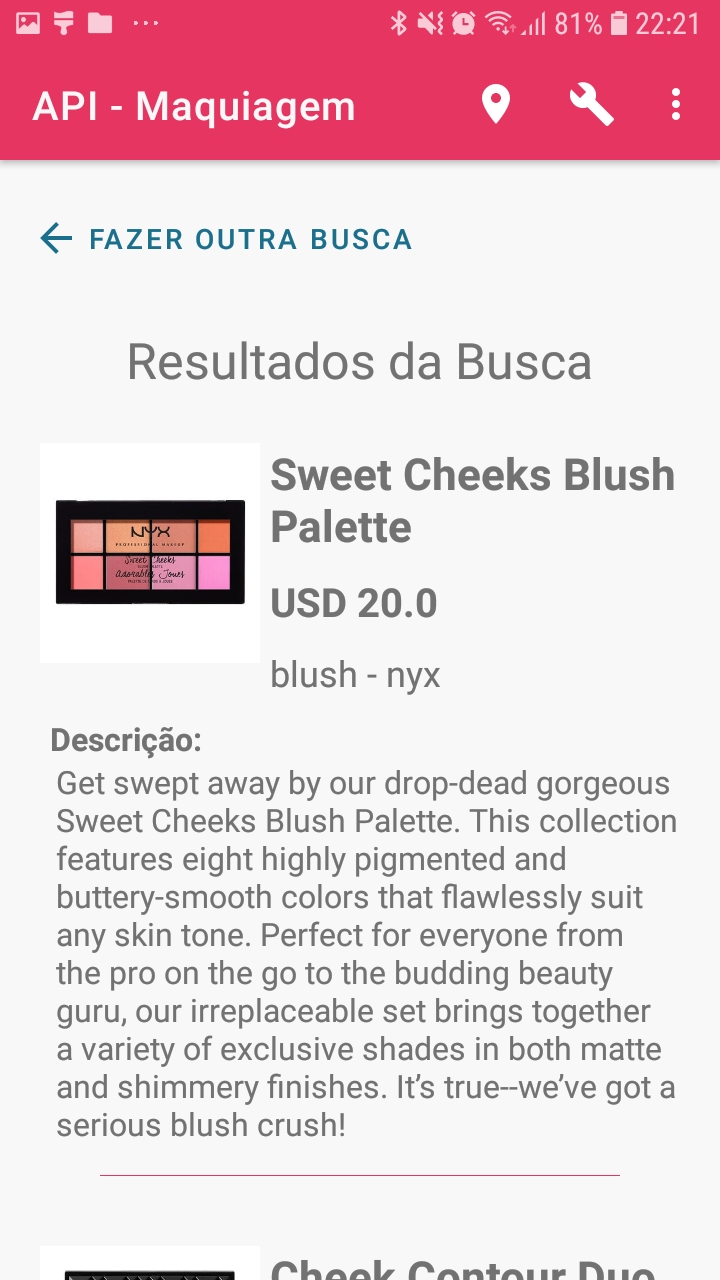 81% 22:21
API - Maquiagem
FAZER OUTRA BUSCA
Resultados da Busca
NYX
PROFESSIONAL MAKEUP
Sweet Cheeks
Adorables Joues
Sweet Cheeks Blush
Palette
USD 20.0
blush - nyx
Descrição:
Get swept away by our drop-dead gorgeous
Sweet Cheeks Blush Palette. This collection
features eight highly pigmented and
buttery-smooth colors that flawlessly suit
any skin tone. Perfect for everyone from
the pro on the go to the budding beauty
guru, our irreplaceable set brings together
a variety of exclusive shades in both matte
and shimmery finishes. It’s true--we’ve got a
serious blush crush!
Cheek Contour Duo